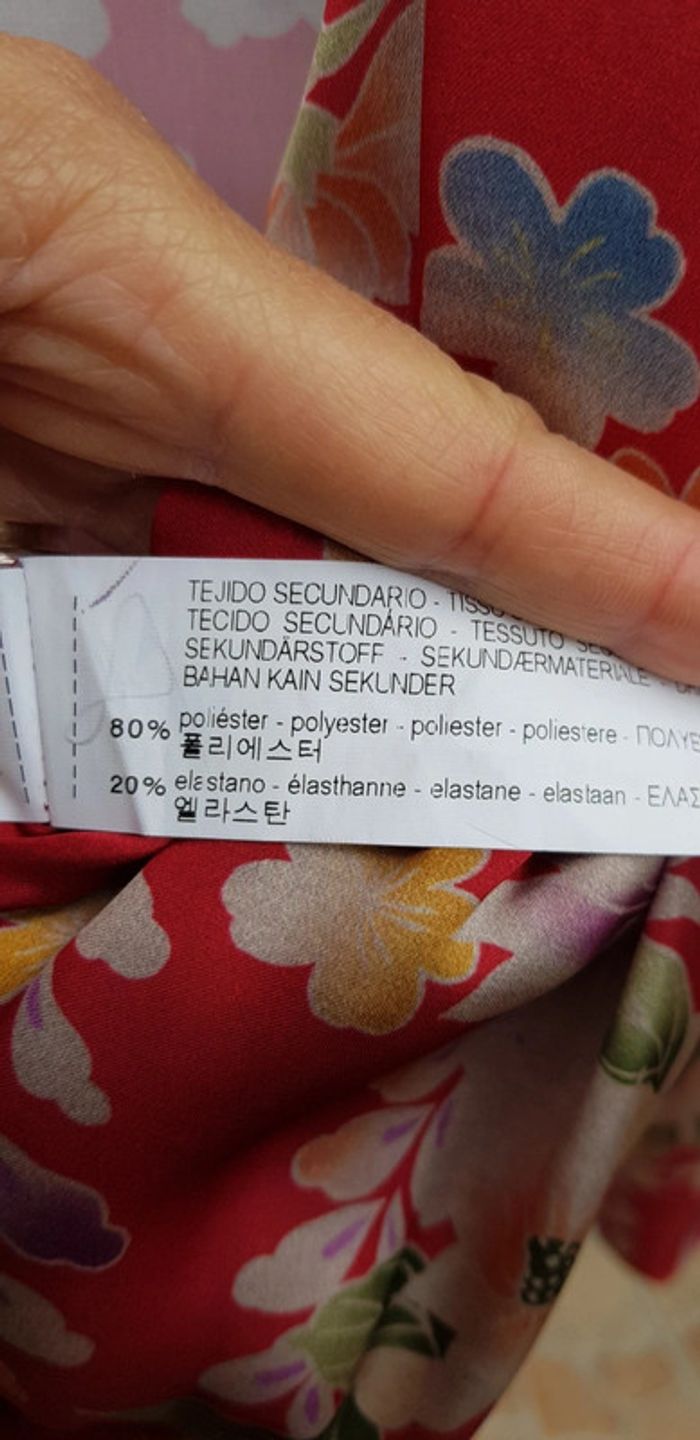 TEJIDO SECUNDARIO -
TECIDO SECUNDÁRIO - TESSUTO
SEKUNDÄRSTOFF - SEKUNDÆRMATERIALE -
BAHAN KAIN SEKUNDER
80% poliéster - polyester - poliester - poliestere -
폴리에스터
20% elastano - élasthanne - elastane - elastaan -
엘라스탄